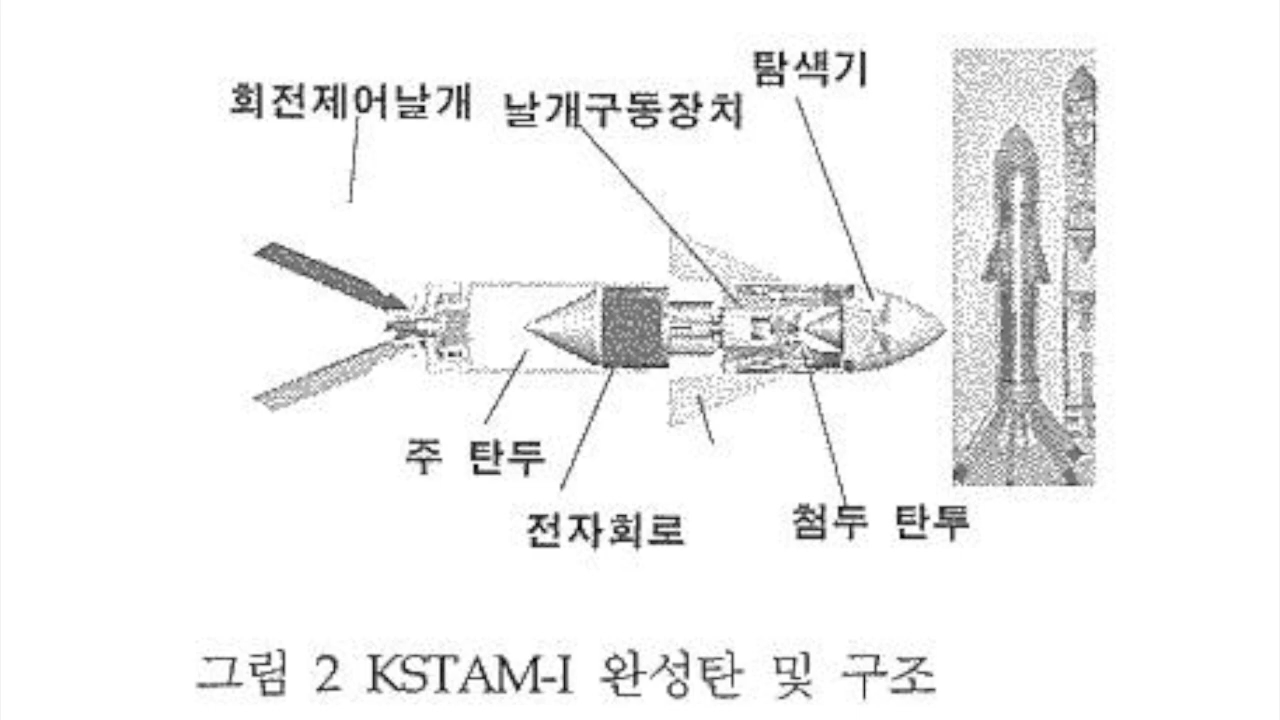 탐색기
회전제어날개 날개구동장치
주 탄두
전자회로
첨두 탄투
그림 2 KSTAM-I 완성탄 및 구조